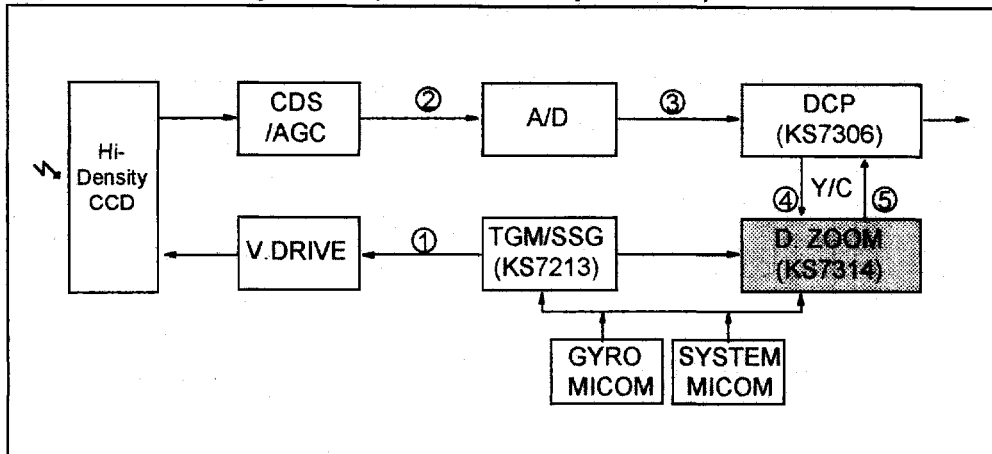 CDS
/AGC
②
A/D
③
DCP
(KS7306)
Hi-
Density
CCD
④
Y/C
⑤
V.DRIVE
①
TGM/SSG
(KS7213)
D. ZOOM
(KS7314)
GYRO
MICOM
SYSTEM
MICOM